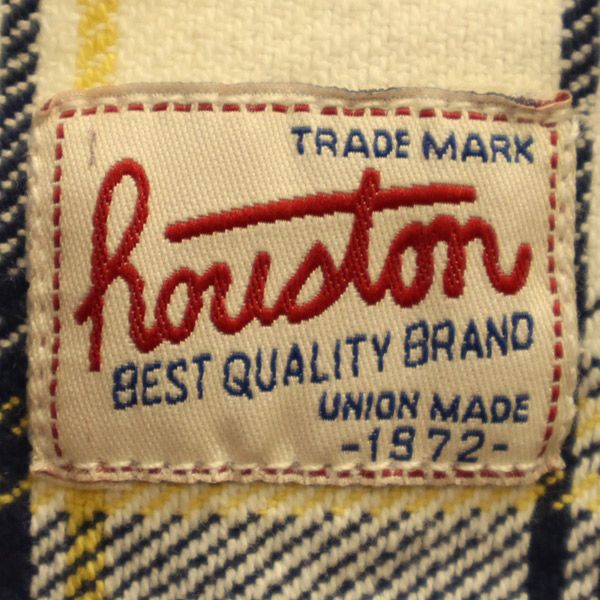 TRADE MARK
houston
BEST QUALITY BRAND
UNION MADE
-1972-